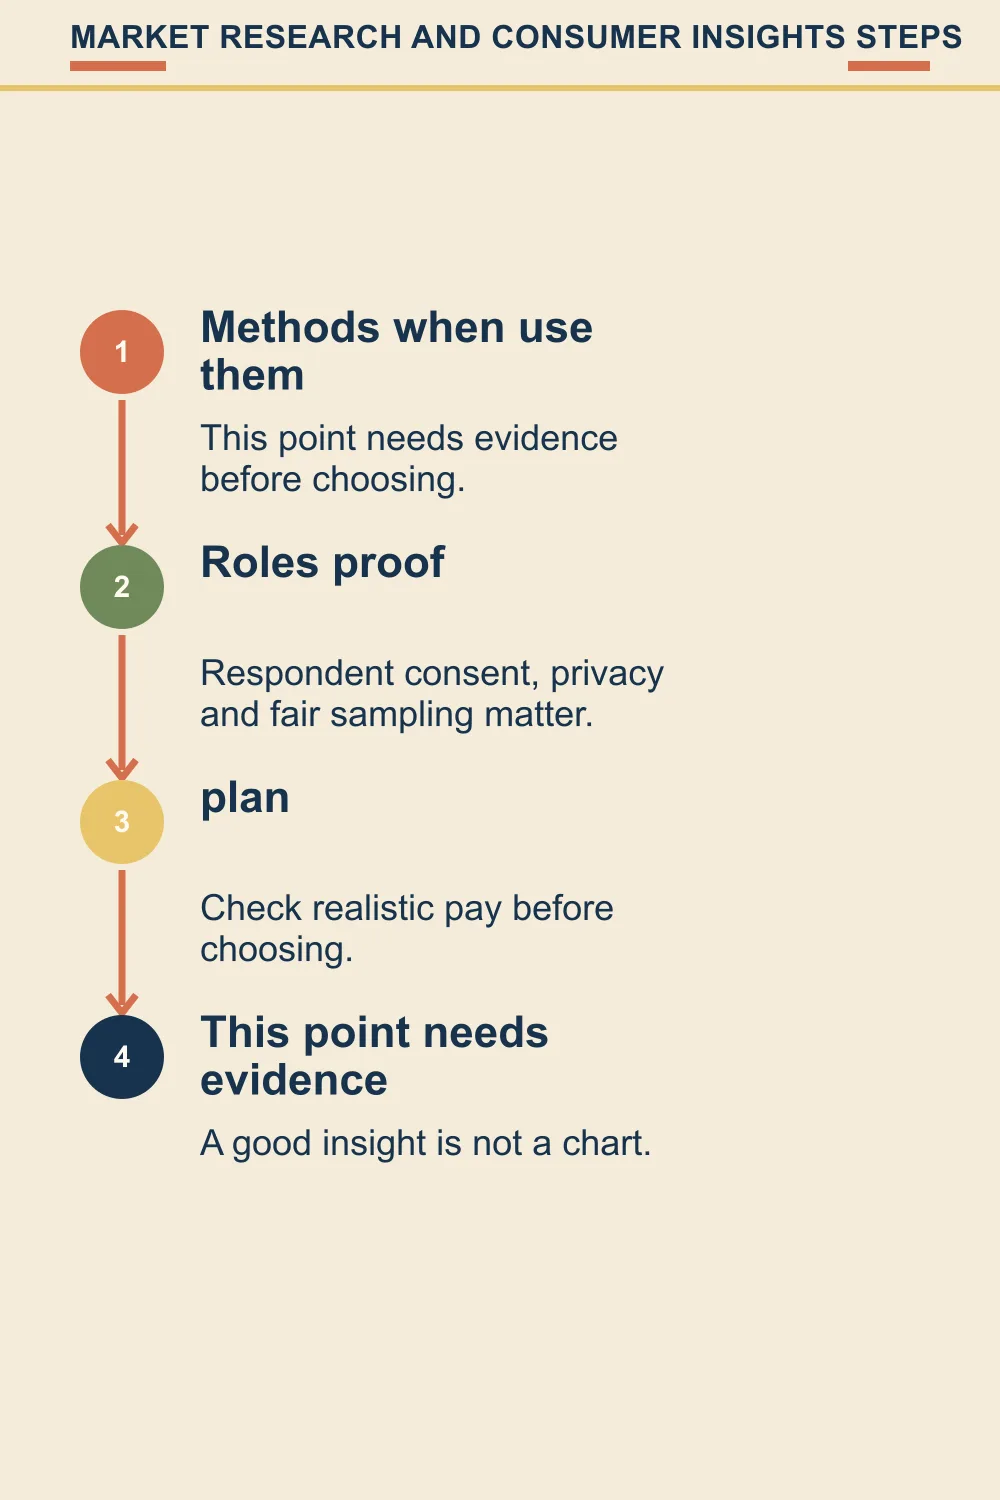 MARKET RESEARCH AND CONSUMER INSIGHTS STEPS
1
Methods when use
them
This point needs evidence
before choosing.
2
Roles proof
Respondent consent, privacy
and fair sampling matter.
3
plan
Check realistic pay before
choosing.
4
This point needs
evidence
A good insight is not a chart.